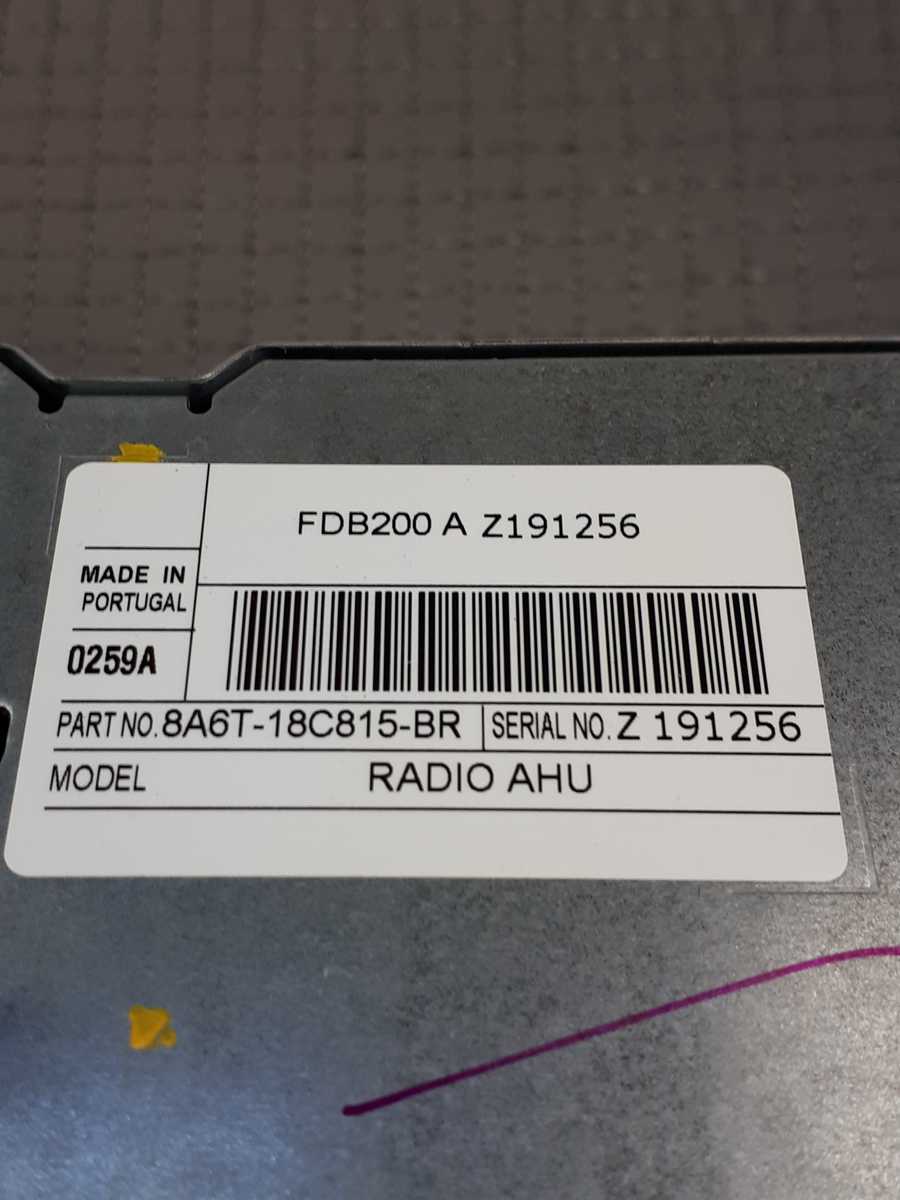 FDB200 A Z191256
MADE IN
PORTUGAL
0259A
PART NO. 8A6T-18C815-BR SERIAL NO. Z 191256
MODEL RADIO AHU